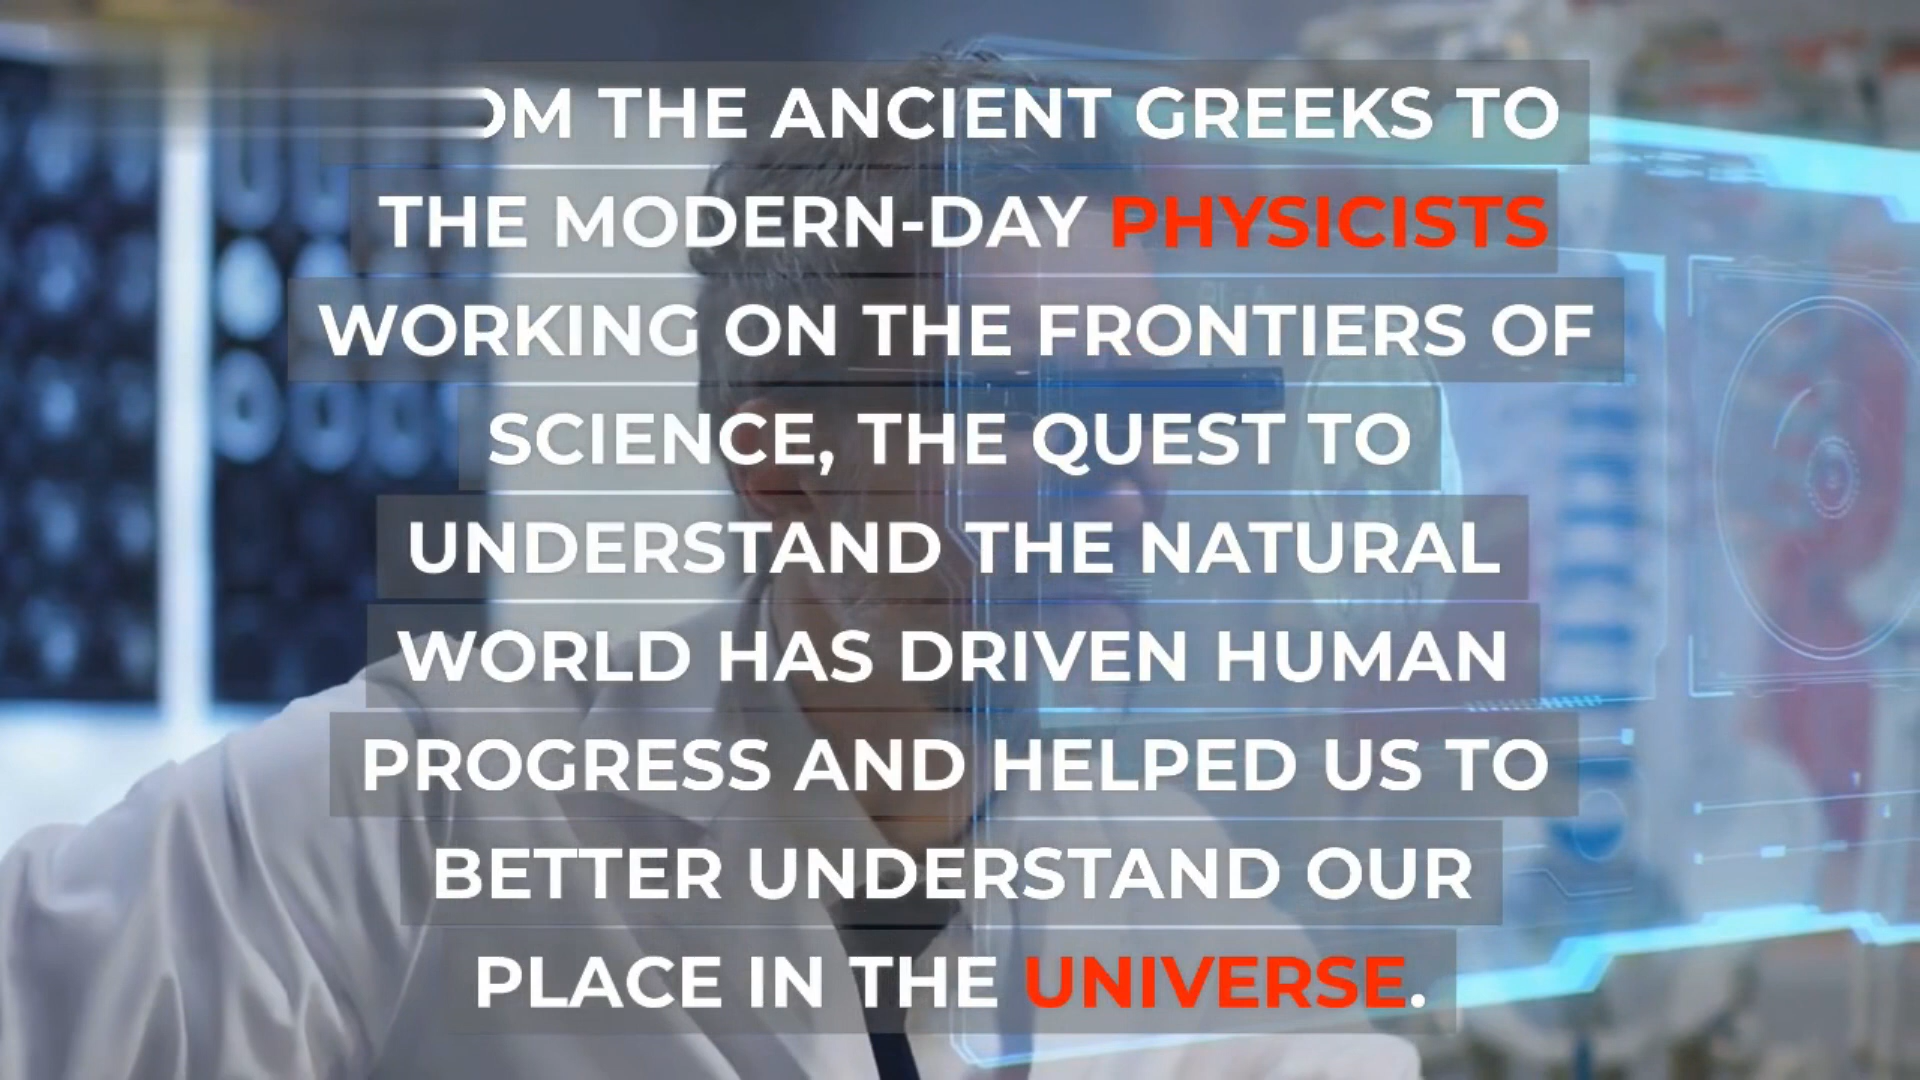 OM THE ANCIENT GREEKS TO
THE MODERN-DAY PHYSICISTS
WORKING ON THE FRONTIERS OF
SCIENCE, THE QUEST TO
UNDERSTAND THE NATURAL
WORLD HAS DRIVEN HUMAN
PROGRESS AND HELPED US TO
BETTER UNDERSTAND OUR
PLACE IN THE UNIVERSE.